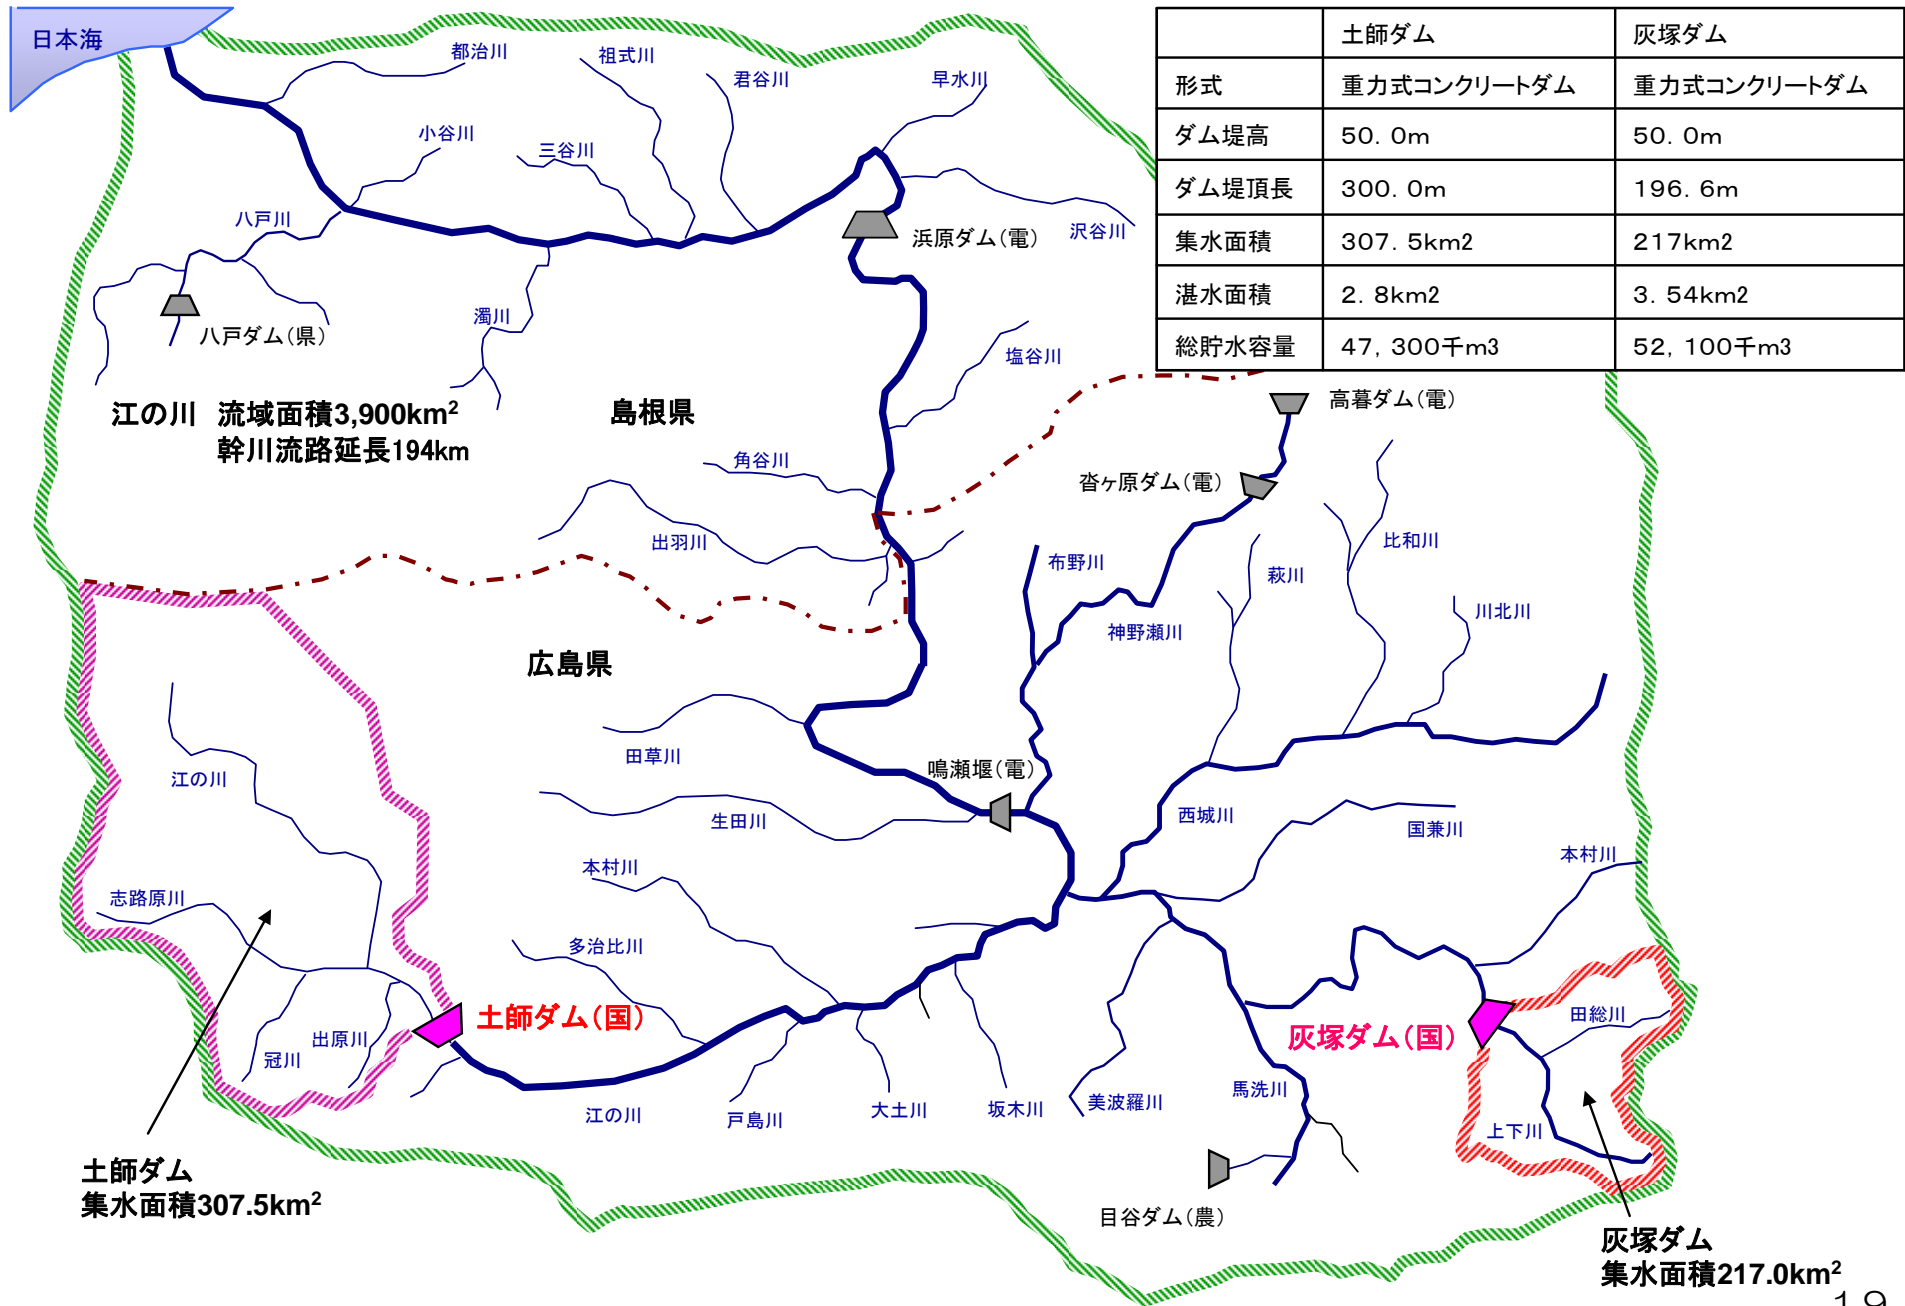 日本海
都治川
祖式川
君谷川
早水川
小谷川
三谷川
八戸川
浜原ダム(電)
沢谷川
濁川
八戸ダム(県)
塩谷川
土師ダム 灰塚ダム
形式 重力式コンクリートダム 重力式コンクリートダム
ダム堤高 50.0m 50.0m
ダム堤頂長 300.0m 196.6m
集水面積 307.5km2 217km2
湛水面積 2.8km2 3.54km2
総貯水容量 47,300千m3 52,100千m3
江の川 流域面積3,900km²
幹川流路延長194km
島根県
高暮ダム(電)
角谷川
沓ヶ原ダム(電)
出羽川
布野川
比和川
萩川
川北川
神野瀬川
広島県
田草川
江の川
鳴瀬堰(電)
生田川
西城川
国兼川
本村川
本村川
志路原川
多治比川
土師ダム(国)
田総川
灰塚ダム(国)
出原川
冠川
江の川
戸島川
大土川
坂木川
美波羅川
馬洗川
上下川
土師ダム
集水面積307.5km²
目谷ダム(農)
灰塚ダム
集水面積217.0km²
19